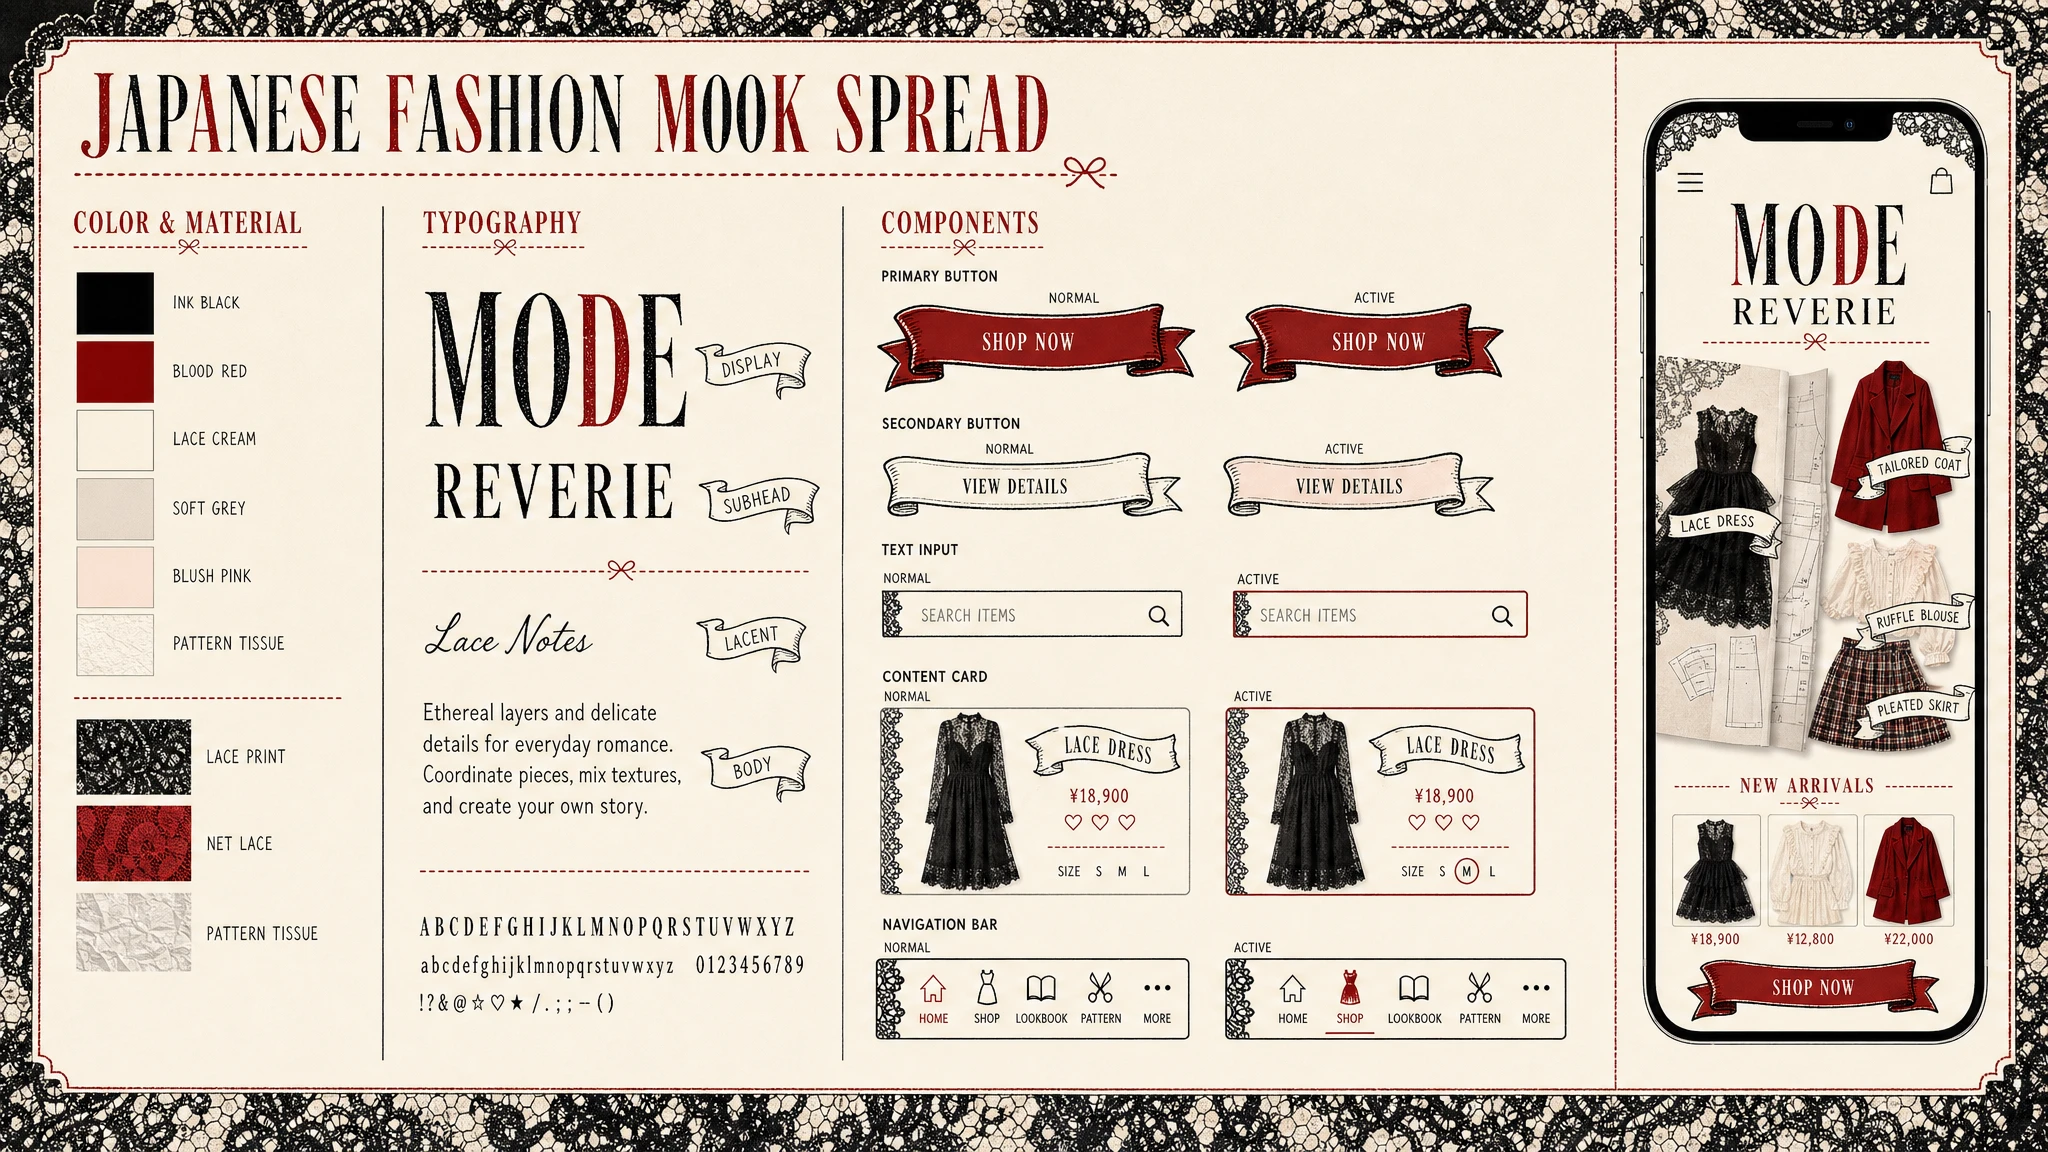 JAPANESE FASHION MOOK SPREAD
COLOR & MATERIAL
INK BLACK
BLOOD RED
LACE CREAM
SOFT GREY
BLUSH PINK
PATTERN TISSUE
LACE PRINT
NET LACE
PATTERN TISSUE
TYPOGRAPHY
MODE
DISPLAY
REVERIE
SUBHEAD
Lace Notes
LACENT
Ethereal layers and delicate
details for everyday romance.
Coordinate pieces, mix textures,
and create your own story.
BODY
ABCDEFGHIJKLMNOPQRSTUVWXYZ
abcdefghijklmnopqrstuvwxyz 0123456789
!?&@☆♡★/.;;–()
COMPONENTS
PRIMARY BUTTON
NORMAL
SHOP NOW
ACTIVE
SHOP NOW
SECONDARY BUTTON
NORMAL
VIEW DETAILS
ACTIVE
VIEW DETAILS
TEXT INPUT
NORMAL
SEARCH ITEMS
ACTIVE
SEARCH ITEMS
CONTENT CARD
NORMAL
LACE DRESS
¥18,900
SIZE S M L
ACTIVE
LACE DRESS
¥18,900
SIZE S M L
NAVIGATION BAR
NORMAL
HOME SHOP LOOKBOOK PATTERN MORE
ACTIVE
HOME SHOP LOOKBOOK PATTERN MORE
MODE
REVERIE
TAILORED COAT
LACE DRESS
RUFFLE BLOUSE
PLEATED SKIRT
NEW ARRIVALS
¥18,900 ¥12,800 ¥22,000
SHOP NOW